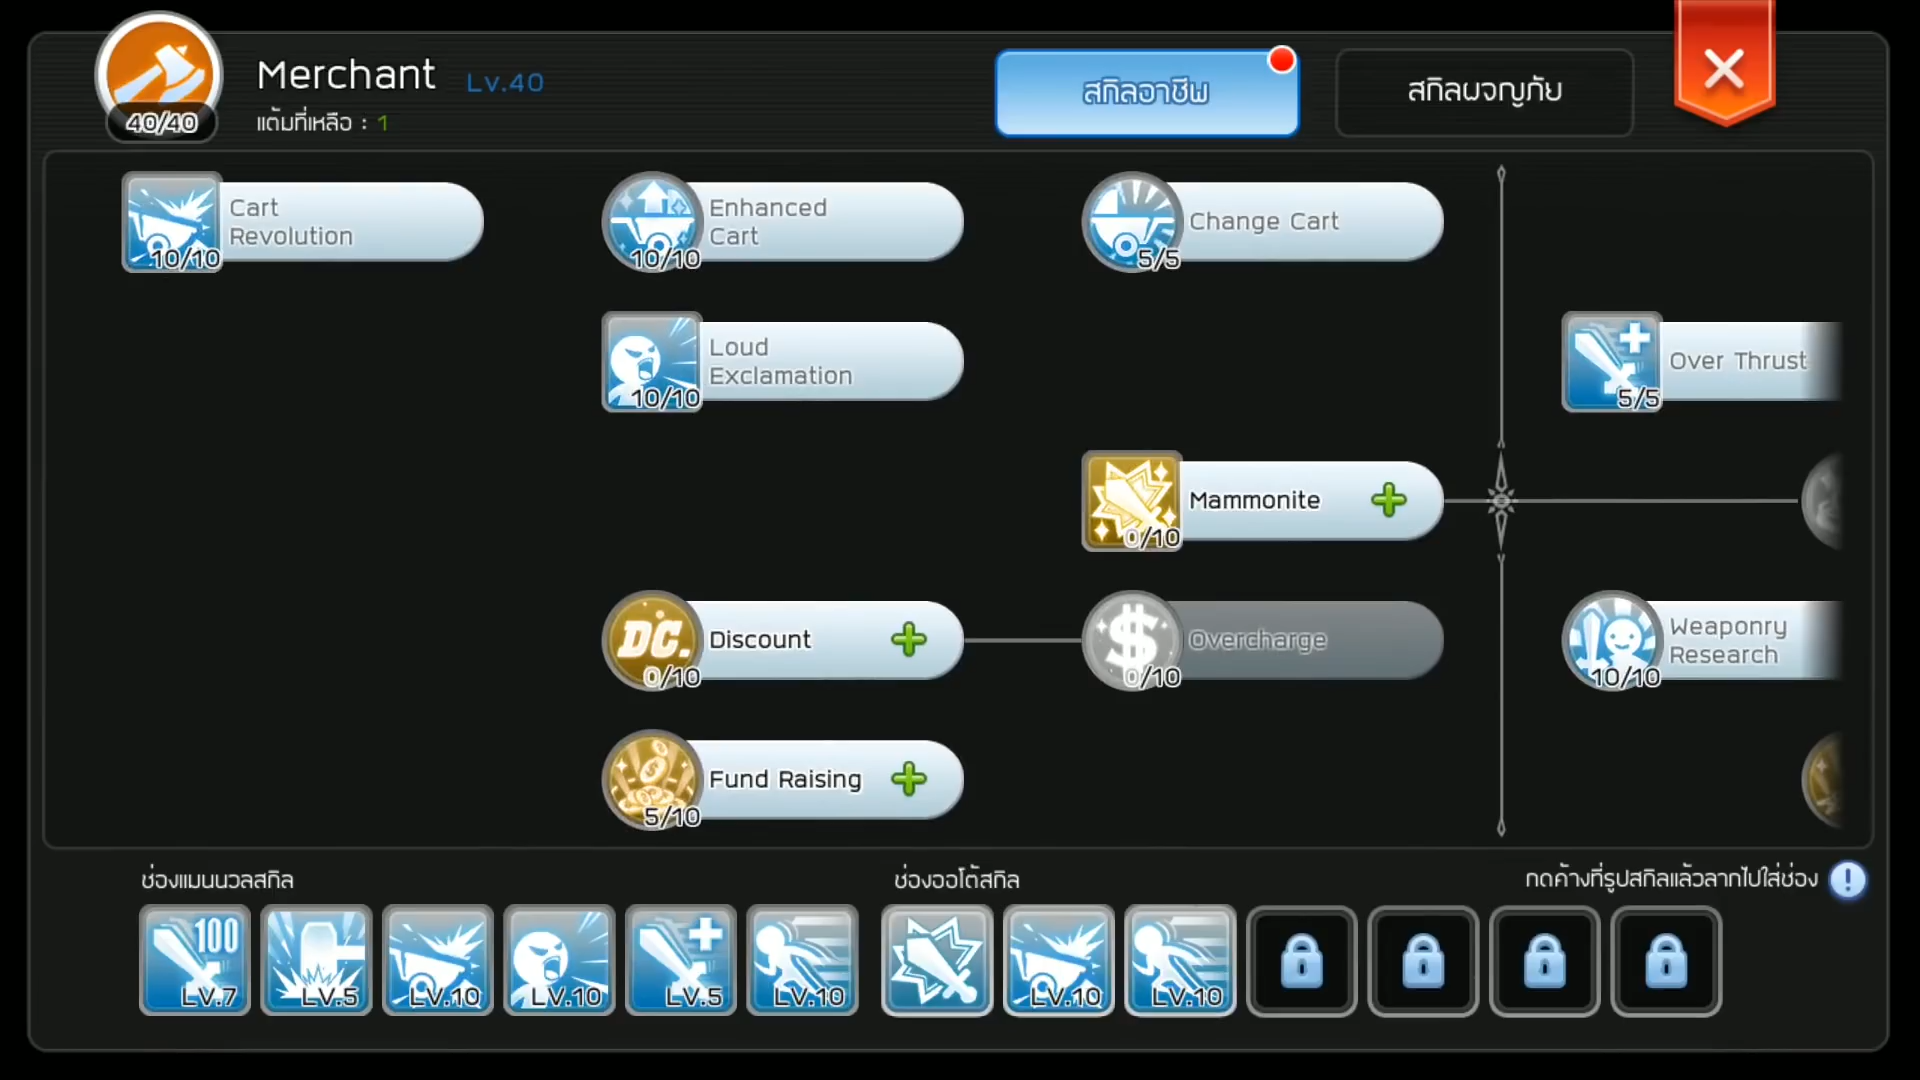 Merchant Lv.40
40/40
แต้มที่เหลือ : 1
สกิลอาชีพ
สกิลผจญภัย
Cart
Revolution
10/10
Enhanced
Cart
10/10
Change Cart
5/5
Loud
Exclamation
10/10
Over Thrust
5/5
Mammonite
0/10
DC.
Discount
0/10
$
Overcharge
0/10
Weaponry
Research
10/10
Fund Raising
5/10
ช่องแมนนวลสกิล
ช่องออโต้สกิล
กดค้างที่รูปสกิลแล้วลากไปใส่ช่อง
100
LV.7
LV.5
LV.10
LV.10
LV.5
LV.10
LV.10
LV.10